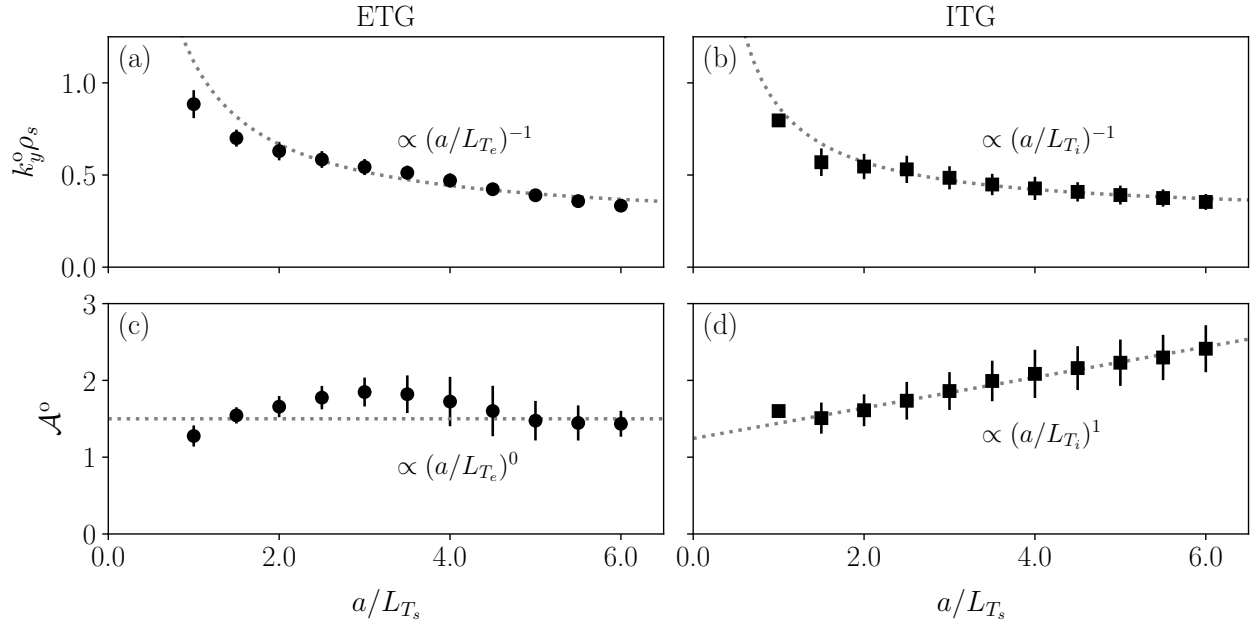 ETG
ITG
(a)
(b)
1.0
0.5
0.0
k_y^o ρ_s
∝ (a/L_{T_e})^{-1}
∝ (a/L_{T_i})^{-1}
(c)
(d)
3
2
1
0
𝒜^o
∝ (a/L_{T_e})^0
∝ (a/L_{T_i})^1
0.0 2.0 4.0 6.0
0.0 2.0 4.0 6.0
a/L_{T_s}
a/L_{T_s}